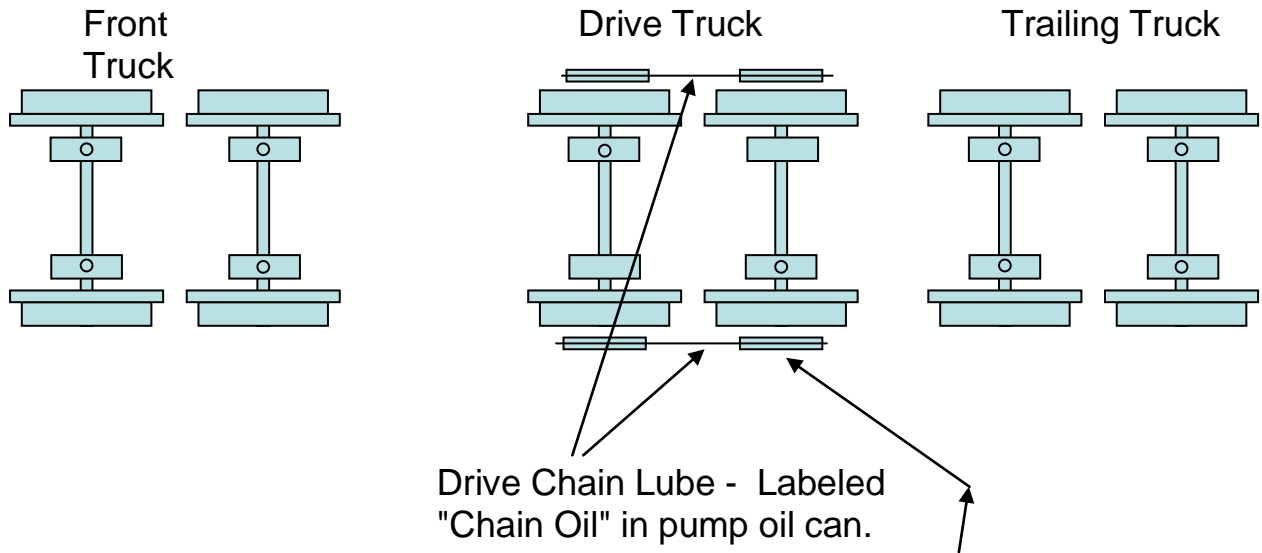 Front
Truck
Drive Truck
Trailing Truck
Drive Chain Lube - Labeled
"Chain Oil" in pump oil can.